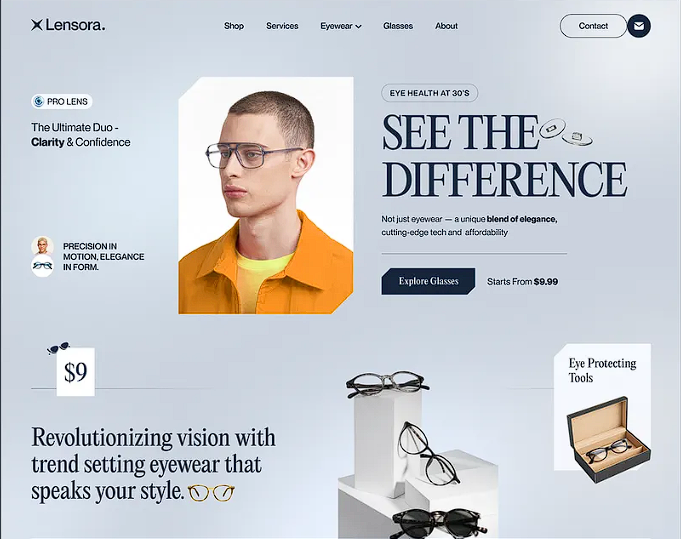 Lensora.
Shop
Services
Eyewear
Glasses
About
Contact
PRO LENS
The Ultimate Duo -
Clarity & Confidence
PRECISION IN
MOTION, ELEGANCE
IN FORM.
EYE HEALTH AT 30'S
SEE THE
DIFFERENCE
Not just eyewear — a unique blend of elegance,
cutting-edge tech and affordability
Explore Glasses
Starts From $9.99
$9
Revolutionizing vision with
trend setting eyewear that
speaks your style.
Eye Protecting
Tools